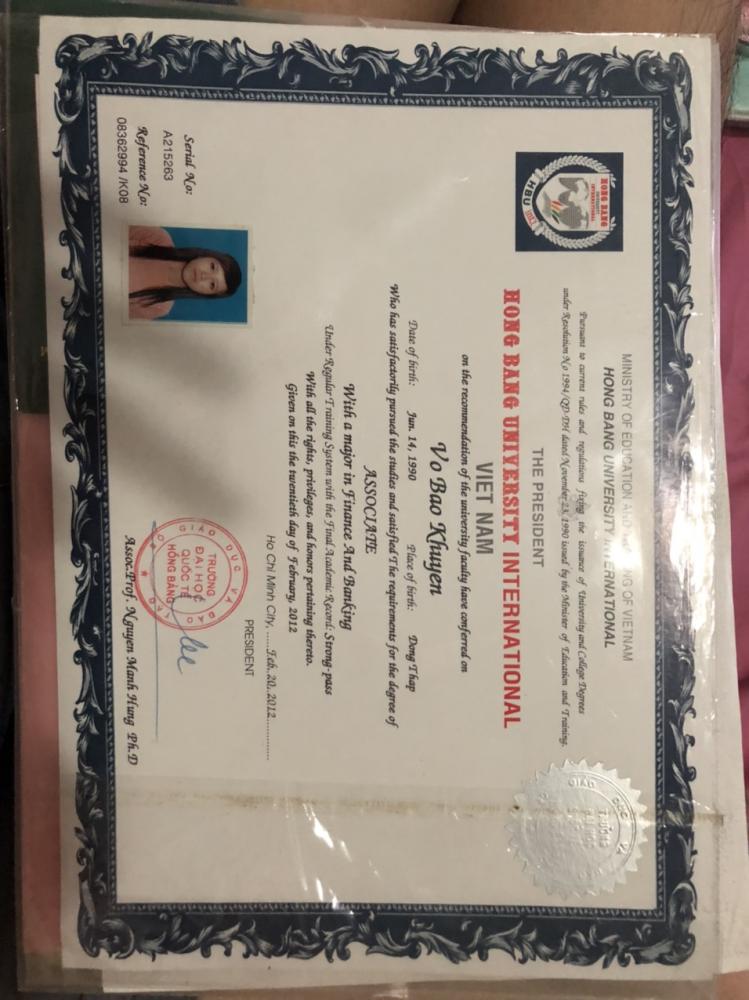 HONG BANG
UNIVERSITY
INTERNATIONAL
HBU 1997
MINISTRY OF EDUCATION AND OF VIETNAM
HONG BANG UNIVERSITY INTERNATIONAL
Pursuant to current rules and regulations fixing the issuance of University and College Degrees
under Resolution No 1994/QD-DH dated November 23, 1990 issued by the Minister of Education and Training.
THE PRESIDENT
HONG BANG UNIVERSITY INTERNATIONAL
VIET NAM
on the recommendation of the university faculty have conferred on
Vo Bao Khuyen
Date of birth: Jun. 14, 1990 Place of birth: Dong Thap
Who has satisfactorily pursued the studies and satisfied The requirements for the degree of
ASSOCIATE
With a major in Finance And Banking
Under Regular Training System with the Final Academic Record: Strong-pass
With all the rights, privileges, and honors pertaining thereto.
Given on this the twentieth day of February, 2012
Ho Chi Minh City, ......Feb. 20, 2012..............
PRESIDENT
GIÁO DỤC VÀ ĐÀO TẠO
TRƯỜNG
ĐẠI HỌC
QUỐC TẾ
HỒNG BÀNG
Assoc.Prof. Nguyen Manh Hung Ph.D
Serial No:
A215263
Reference No:
08362994 /K08
GIÁO DỤC VÀ
TRƯỜNG